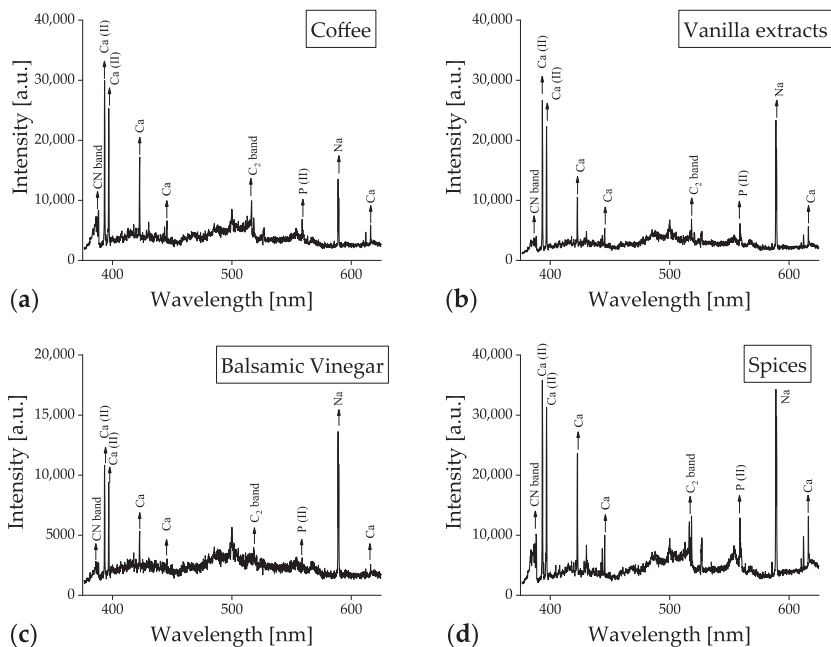 Coffee
40,000
30,000
20,000
10,000
0
Intensity [a.u.]
CN band
Ca (II)
Ca (II)
Ca
Ca
C₂ band
P (II)
Na
Ca
400
500
600
Wavelength [nm]
(a)
Vanilla extracts
40,000
30,000
20,000
10,000
0
Intensity [a.u.]
CN band
Ca (II)
Ca (II)
Ca
Ca
C₂ band
P (II)
Na
Ca
400
500
600
Wavelength [nm]
(b)
Balsamic Vinegar
20,000
15,000
10,000
5000
0
Intensity [a.u.]
CN band
Ca (II)
Ca (II)
Ca
Ca
C₂ band
P (II)
Na
Ca
400
500
600
Wavelength [nm]
(c)
Spices
40,000
30,000
20,000
10,000
0
Intensity [a.u.]
CN band
Ca (II)
Ca (II)
Ca
Ca
C₂ band
P (II)
Na
Ca
400
500
600
Wavelength [nm]
(d)